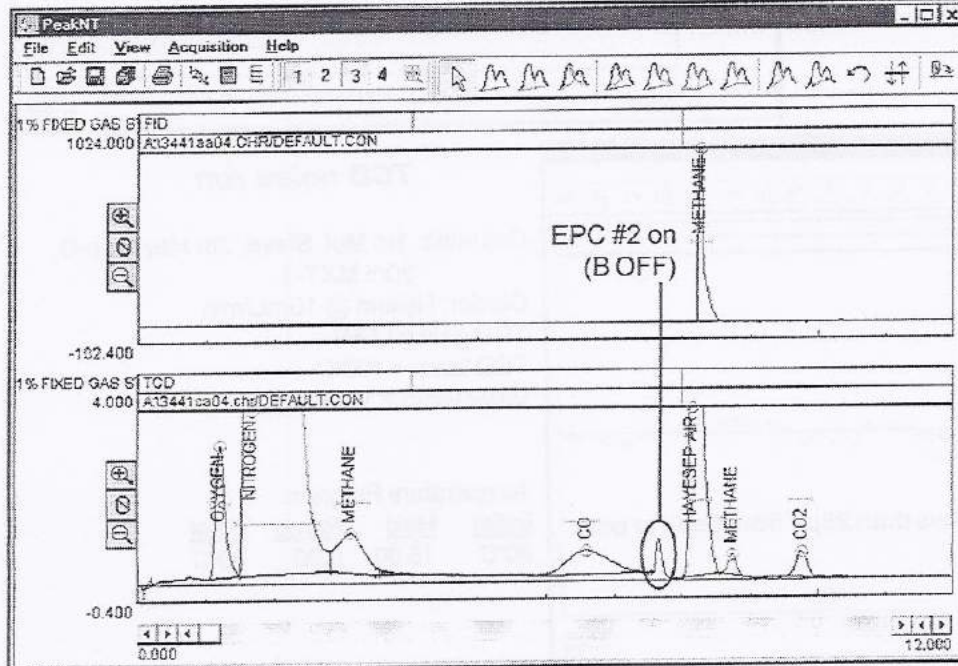 PeakNT
File Edit View Acquisition Help
1 2 3 4
1% FIXED GAS S FID
1024.000 A:\3441aa04.CHR/DEFAULT.CON
METHANE
EPC #2 on
(B OFF)
-102.400
1% FIXED GAS S TCD
4.000 A:\3441aa04.chr/DEFAULT.CON
OXYGEN
NITROGEN
METHANE
CO
HAYESEP AIR
METHANE
CO2
-0.400
0.000 12.000